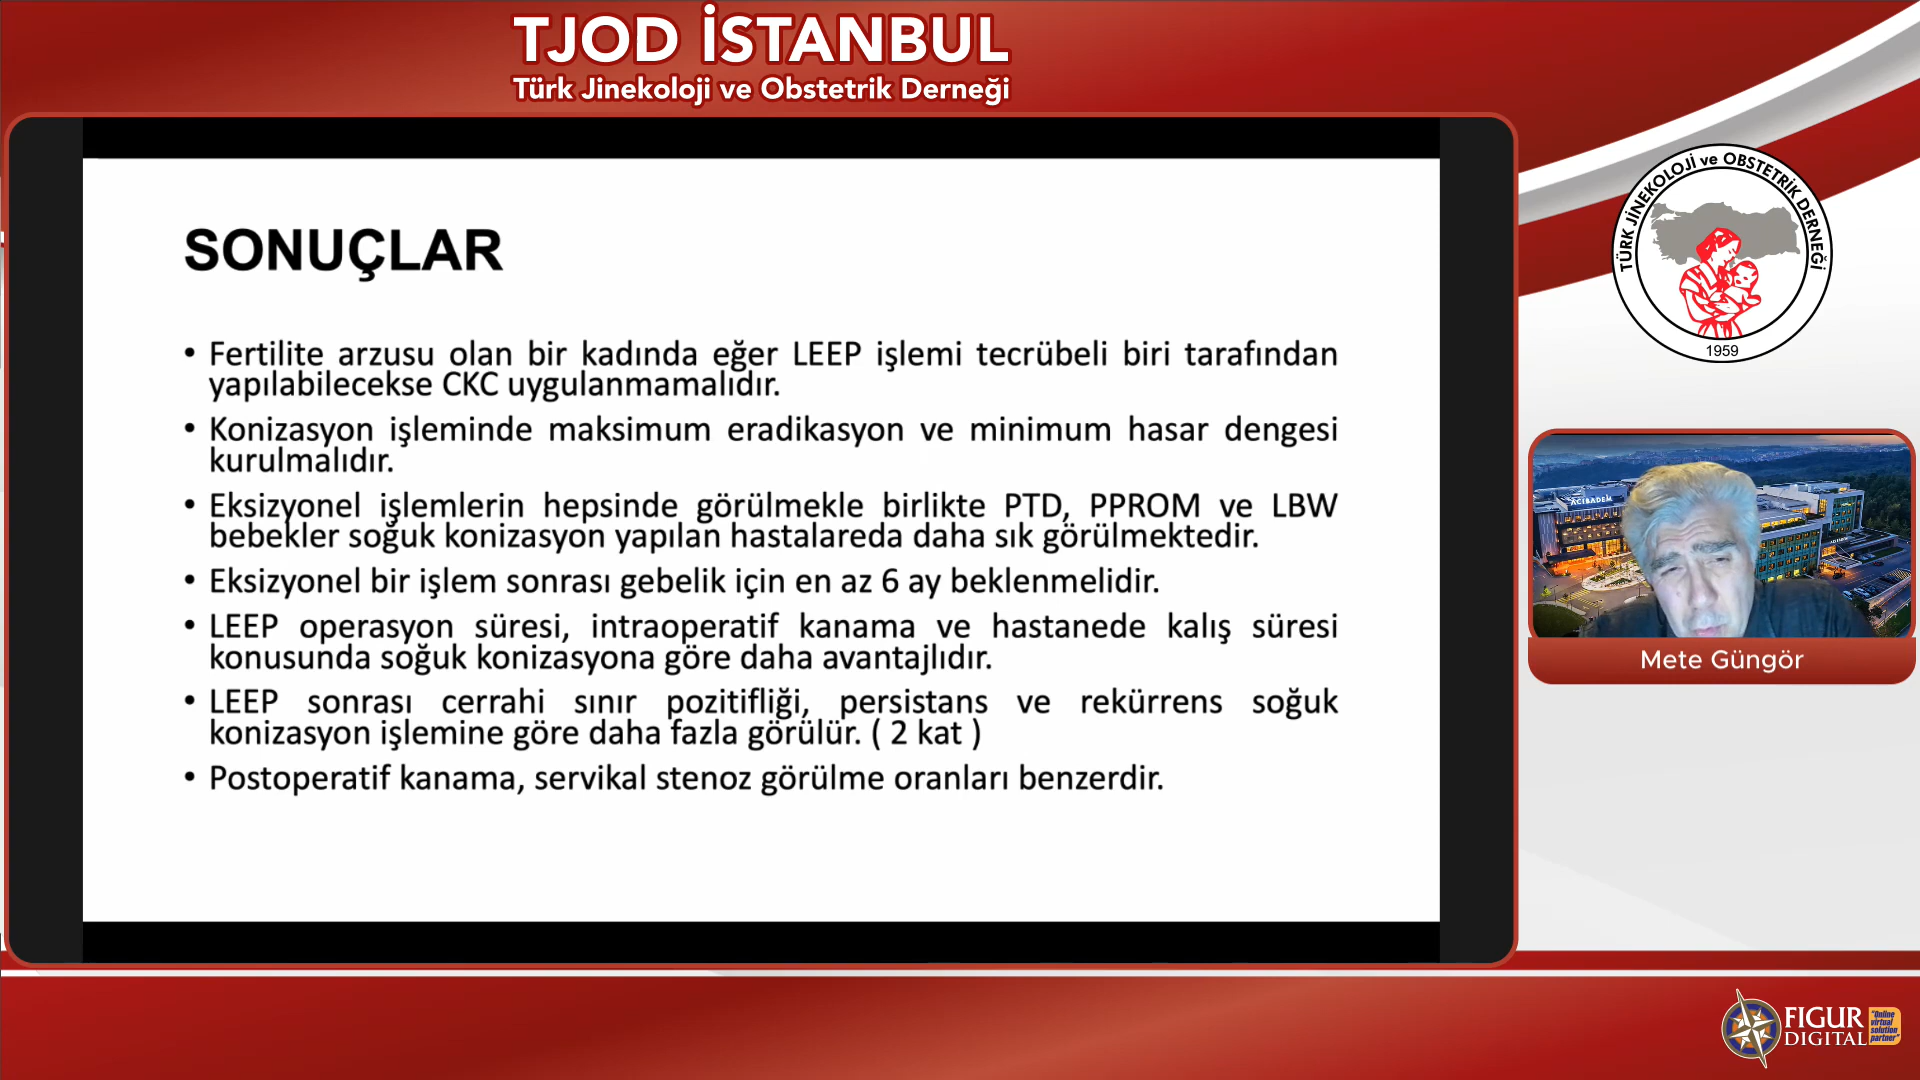 TJOD İSTANBUL
Türk Jinekoloji ve Obstetrik Derneği
SONUÇLAR
• Fertilite arzusu olan bir kadında eğer LEEP işlemi tecrübeli biri tarafından
yapılabilecekse CKC uygulanmamalıdır.
• Konizasyon işleminde maksimum eradikasyon ve minimum hasar dengesi
kurulmalıdır.
• Eksizyonel işlemlerin hepsinde görülmekle birlikte PTD, PPROM ve LBW
bebekler soğuk konizasyon yapılan hastalareda daha sık görülmektedir.
• Eksizyonel bir işlem sonrası gebelik için en az 6 ay beklenmelidir.
• LEEP operasyon süresi, intraoperatif kanama ve hastanede kalış süresi
konusunda soğuk konizasyona göre daha avantajlıdır.
• LEEP sonrası cerrahi sınır pozitifliği, persistans ve rekürrens soğuk
konizasyon işlemine göre daha fazla görülür. ( 2 kat )
• Postoperatif kanama, servikal stenoz görülme oranları benzerdir.
TÜRK JİNEKOLOJİ ve OBSTETRİK DERNEĞİ
1959
ACIBADEM
Mete Güngör
FIGUR
DIGITAL
"Online
virtual
solution
partner"